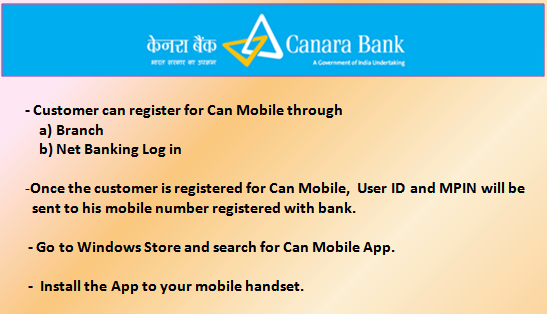 केनरा बैंक Canara Bank
भारत सरकार का उपक्रम A Government of India Undertaking
- Customer can register for Can Mobile through
a) Branch
b) Net Banking Log in
-Once the customer is registered for Can Mobile, User ID and MPIN will be
sent to his mobile number registered with bank.
- Go to Windows Store and search for Can Mobile App.
- Install the App to your mobile handset.